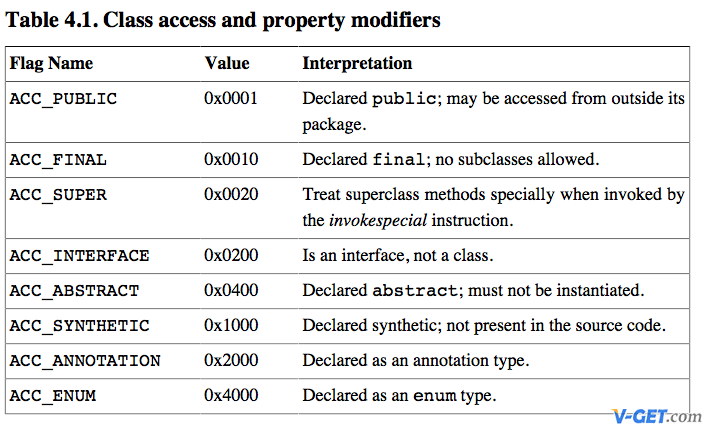 Table 4.1. Class access and property modifiers
Flag Name Value Interpretation
ACC_PUBLIC 0x0001 Declared public; may be accessed from outside its
package.
ACC_FINAL 0x0010 Declared final; no subclasses allowed.
ACC_SUPER 0x0020 Treat superclass methods specially when invoked by
the invokespecial instruction.
ACC_INTERFACE 0x0200 Is an interface, not a class.
ACC_ABSTRACT 0x0400 Declared abstract; must not be instantiated.
ACC_SYNTHETIC 0x1000 Declared synthetic; not present in the source code.
ACC_ANNOTATION 0x2000 Declared as an annotation type.
ACC_ENUM 0x4000 Declared as an enum type.
V-GET.com